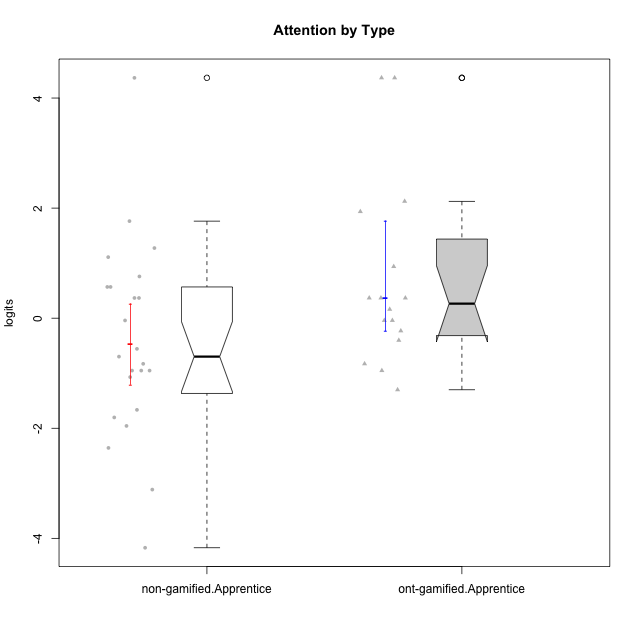 Attention by Type
logits
4
2
0
-2
-4
non-gamified.Apprentice
ont-gamified.Apprentice